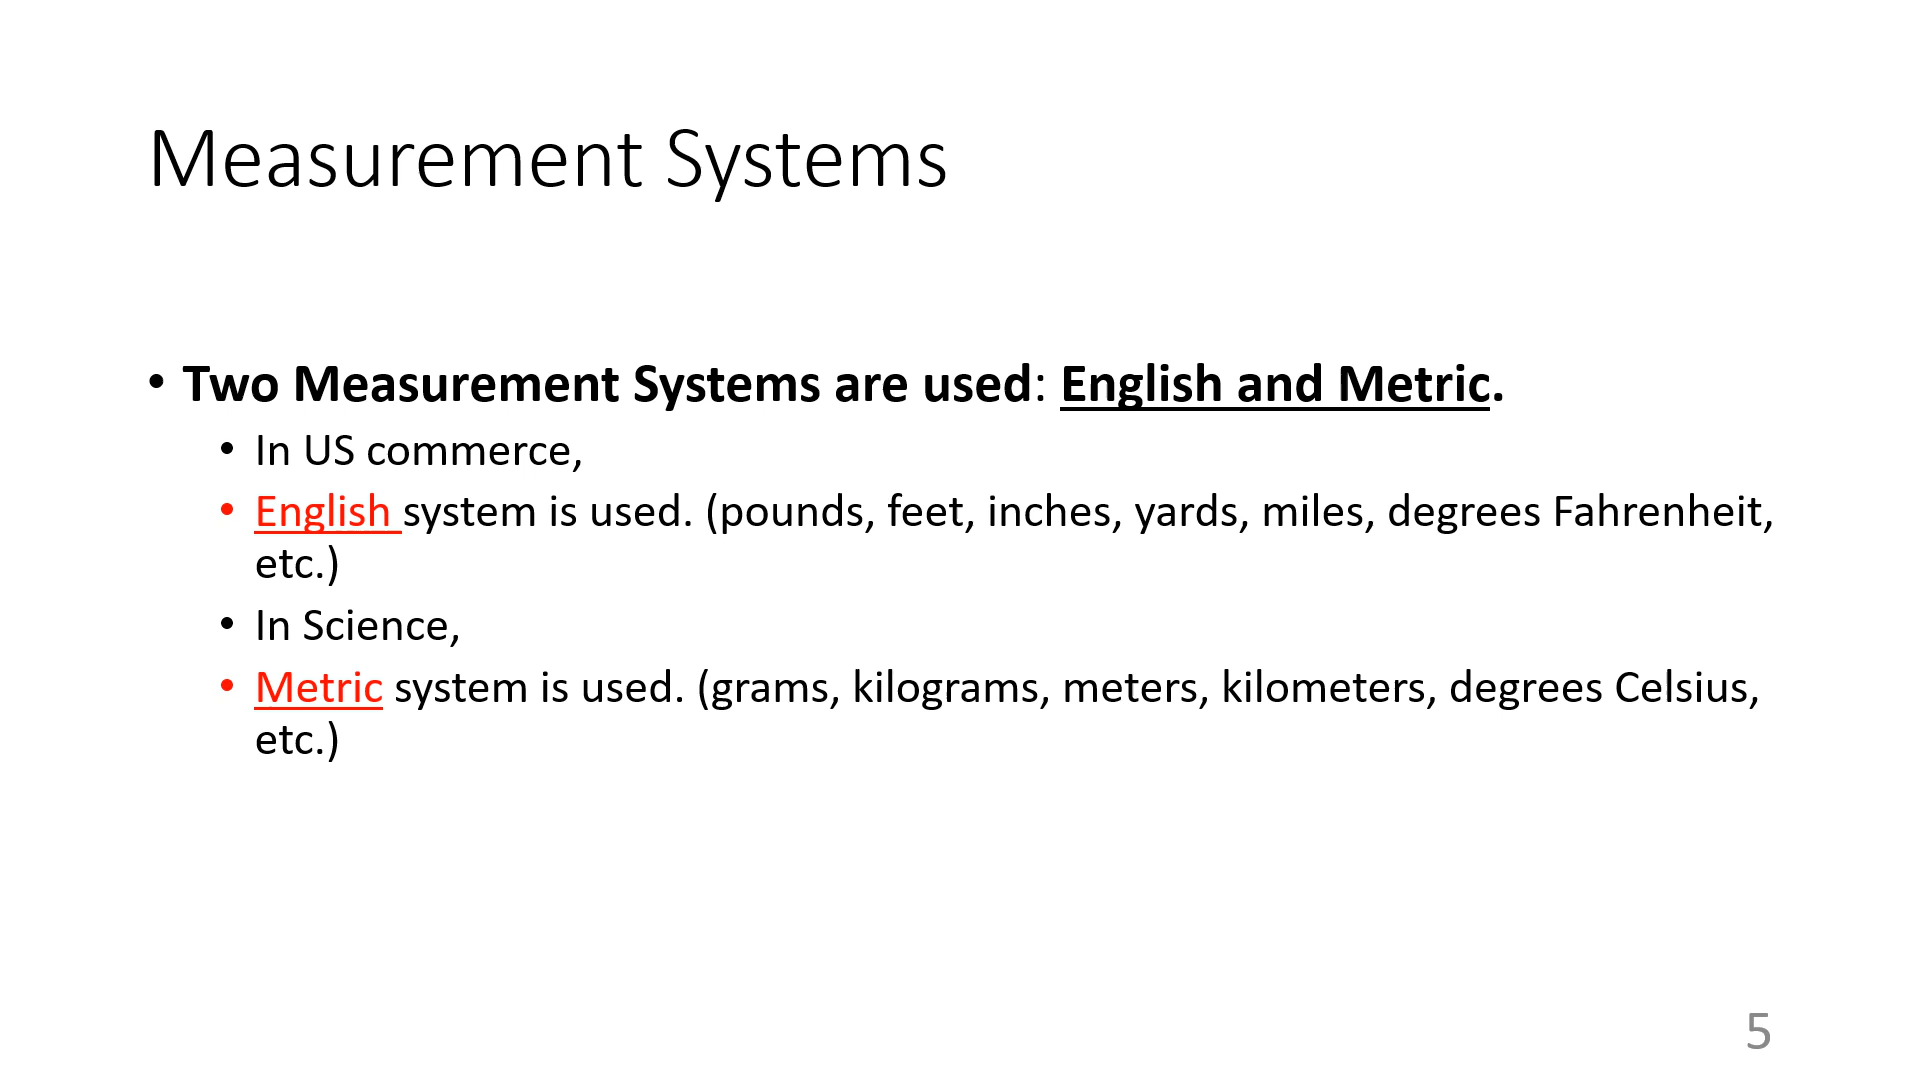 Measurement Systems
• Two Measurement Systems are used: English and Metric.
• In US commerce,
• English system is used. (pounds, feet, inches, yards, miles, degrees Fahrenheit,
etc.)
• In Science,
• Metric system is used. (grams, kilograms, meters, kilometers, degrees Celsius,
etc.)
5